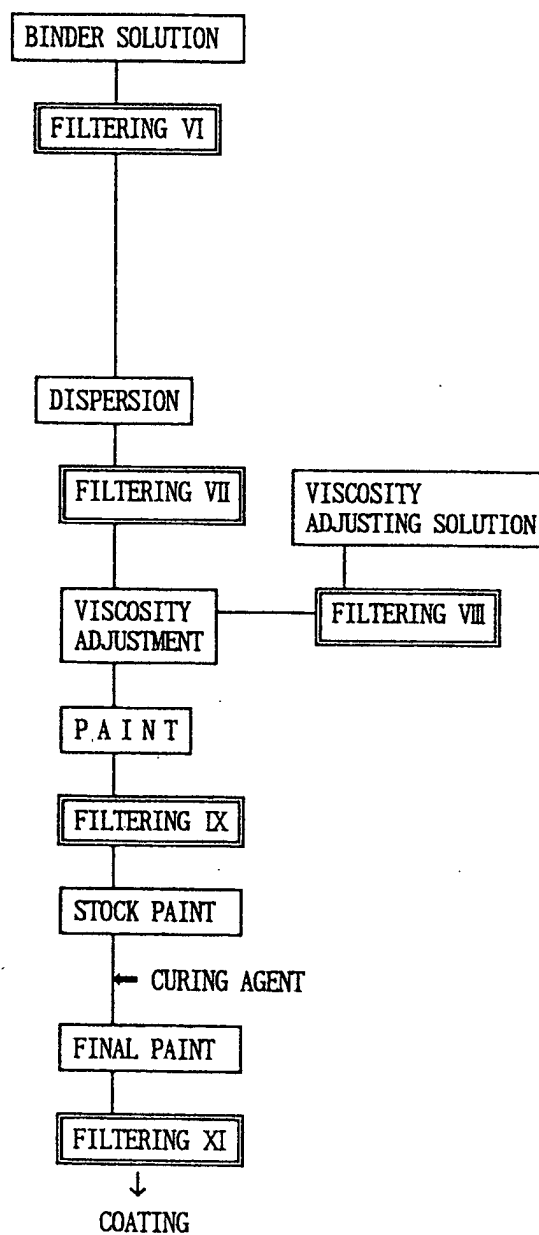 BINDER SOLUTION
FILTERING VI
DISPERSION
FILTERING VII
VISCOSITY
ADJUSTING SOLUTION
FILTERING VIII
VISCOSITY
ADJUSTMENT
PAINT
FILTERING IX
STOCK PAINT
← CURING AGENT
FINAL PAINT
FILTERING XI
↓
COATING